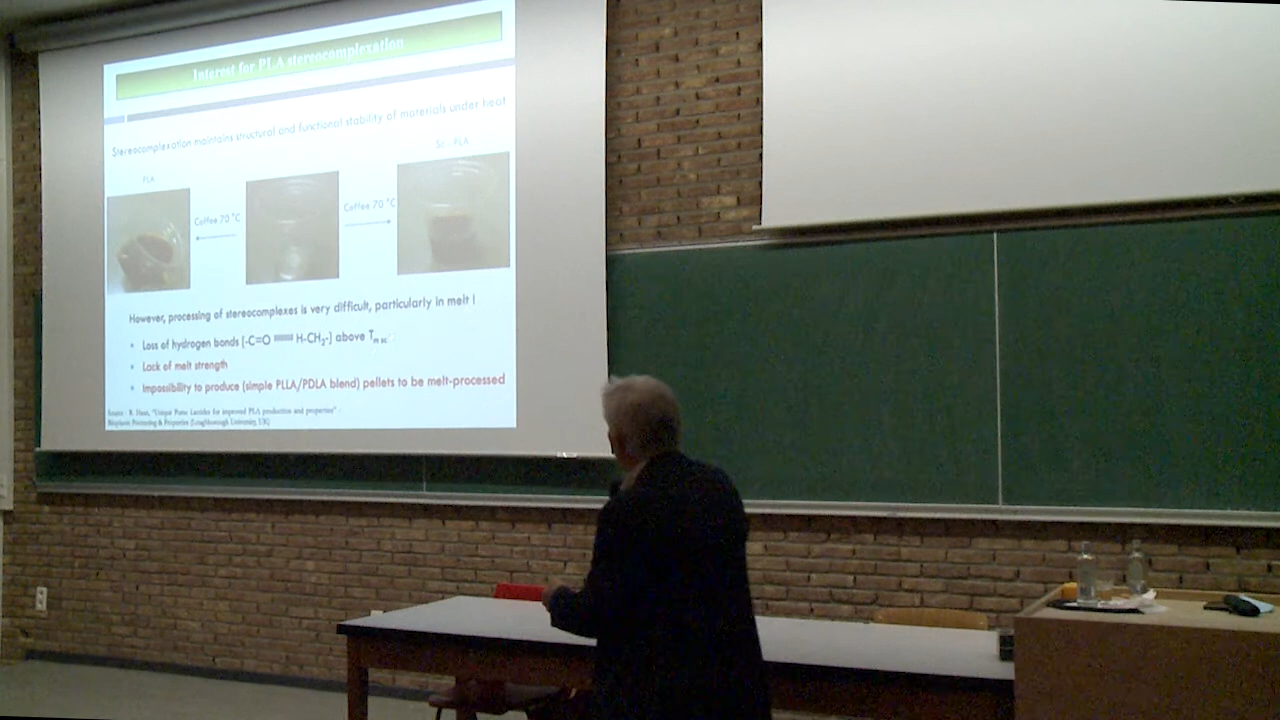 Interest for PLA stereocomplexation
Stereocomplexation maintains structural and functional stability of materials under heat
PLA
Sc - PLA
Coffee 70 °C
Coffee 70 °C
However, processing of stereocomplexes is very difficult, particularly in melt !
• Loss of hydrogen bonds [-C=O H-CH2-] above Tm sc
• Lack of melt strength
• Impossibility to produce (simple PLLA/PDLA blend) pellets to be melt-processed
Source : "Unique Purac Lactides for improved PLA production and properties"
Bioplastic Processing & Properties (Loughborough University, UK)